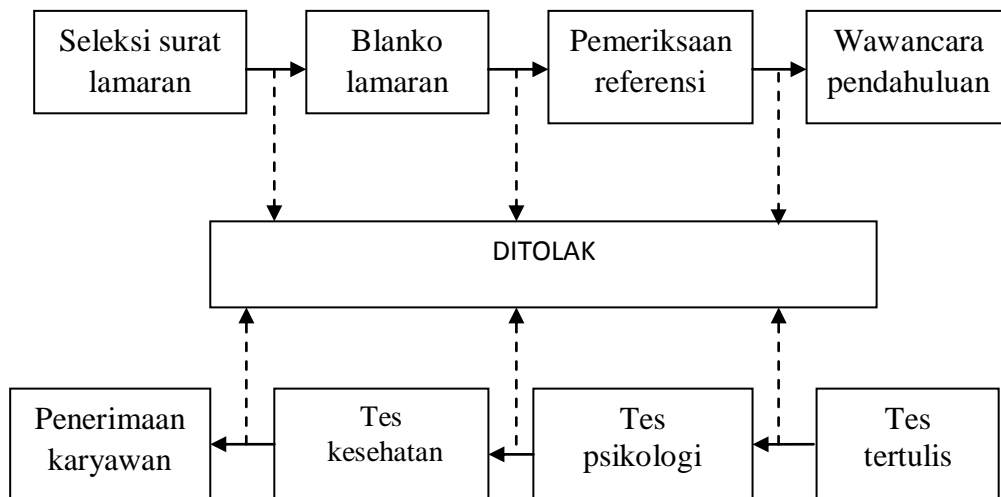 Seleksi surat
lamaran
Blanko
lamaran
Pemeriksaan
referensi
Wawancara
pendahuluan
DITOLAK
Penerimaan
karyawan
Tes
kesehatan
Tes
psikologi
Tes
tertulis